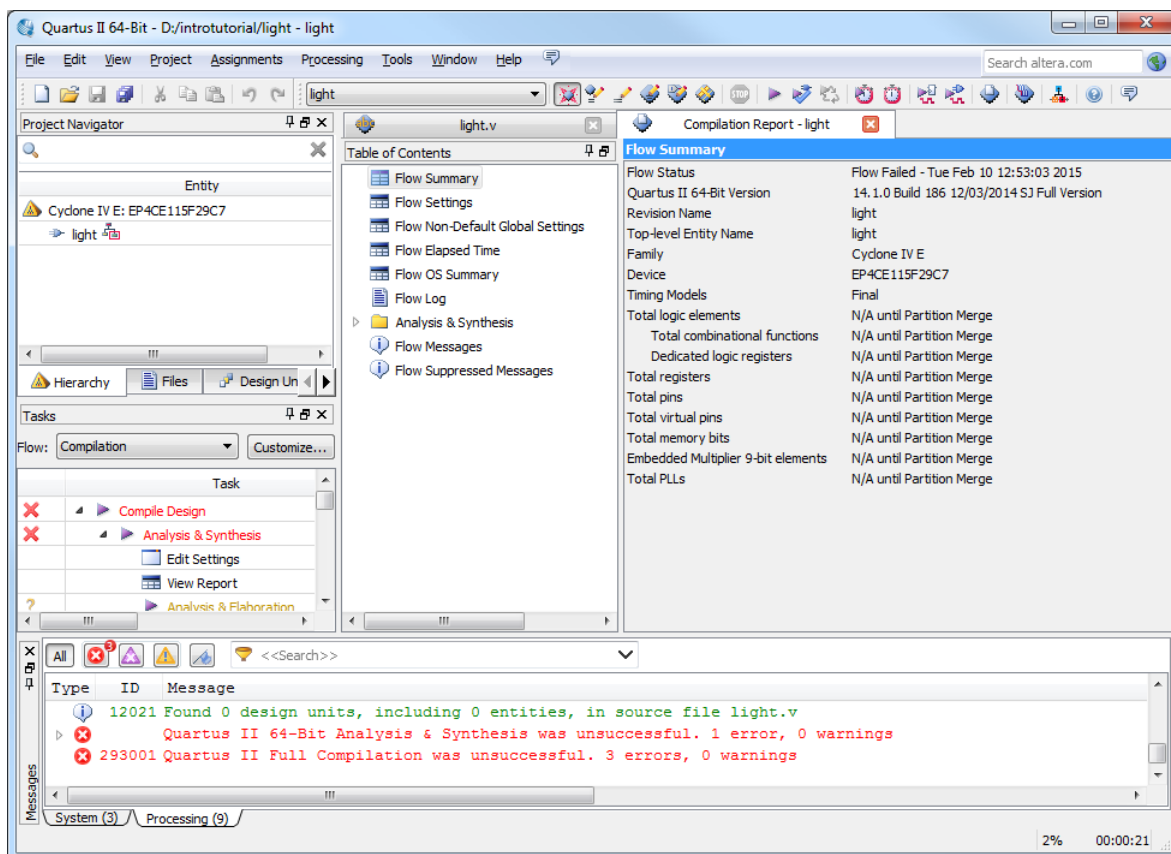 Quartus II 64-Bit - D:/introtutorial/light - light
File Edit View Project Assignments Processing Tools Window Help
Search altera.com
light
Project Navigator
Entity
Cyclone IV E: EP4CE115F29C7
light
Hierarchy Files Design Un
Tasks
Flow: Compilation Customize...
Task
Compile Design
Analysis & Synthesis
Edit Settings
View Report
Analysis & Elaboration
light.v
Table of Contents
Flow Summary
Flow Settings
Flow Non-Default Global Settings
Flow Elapsed Time
Flow OS Summary
Flow Log
Analysis & Synthesis
Flow Messages
Flow Suppressed Messages
Compilation Report - light
Flow Summary
Flow Status Flow Failed - Tue Feb 10 12:53:03 2015
Quartus II 64-Bit Version 14.1.0 Build 186 12/03/2014 SJ Full Version
Revision Name light
Top-level Entity Name light
Family Cyclone IV E
Device EP4CE115F29C7
Timing Models Final
Total logic elements N/A until Partition Merge
Total combinational functions N/A until Partition Merge
Dedicated logic registers N/A until Partition Merge
Total registers N/A until Partition Merge
Total pins N/A until Partition Merge
Total virtual pins N/A until Partition Merge
Total memory bits N/A until Partition Merge
Embedded Multiplier 9-bit elements N/A until Partition Merge
Total PLLs N/A until Partition Merge
Messages
All 3 <<Search>>
Type ID Message
12021 Found 0 design units, including 0 entities, in source file light.v
Quartus II 64-Bit Analysis & Synthesis was unsuccessful. 1 error, 0 warnings
293001 Quartus II Full Compilation was unsuccessful. 3 errors, 0 warnings
System (3) Processing (9)
2% 00:00:21